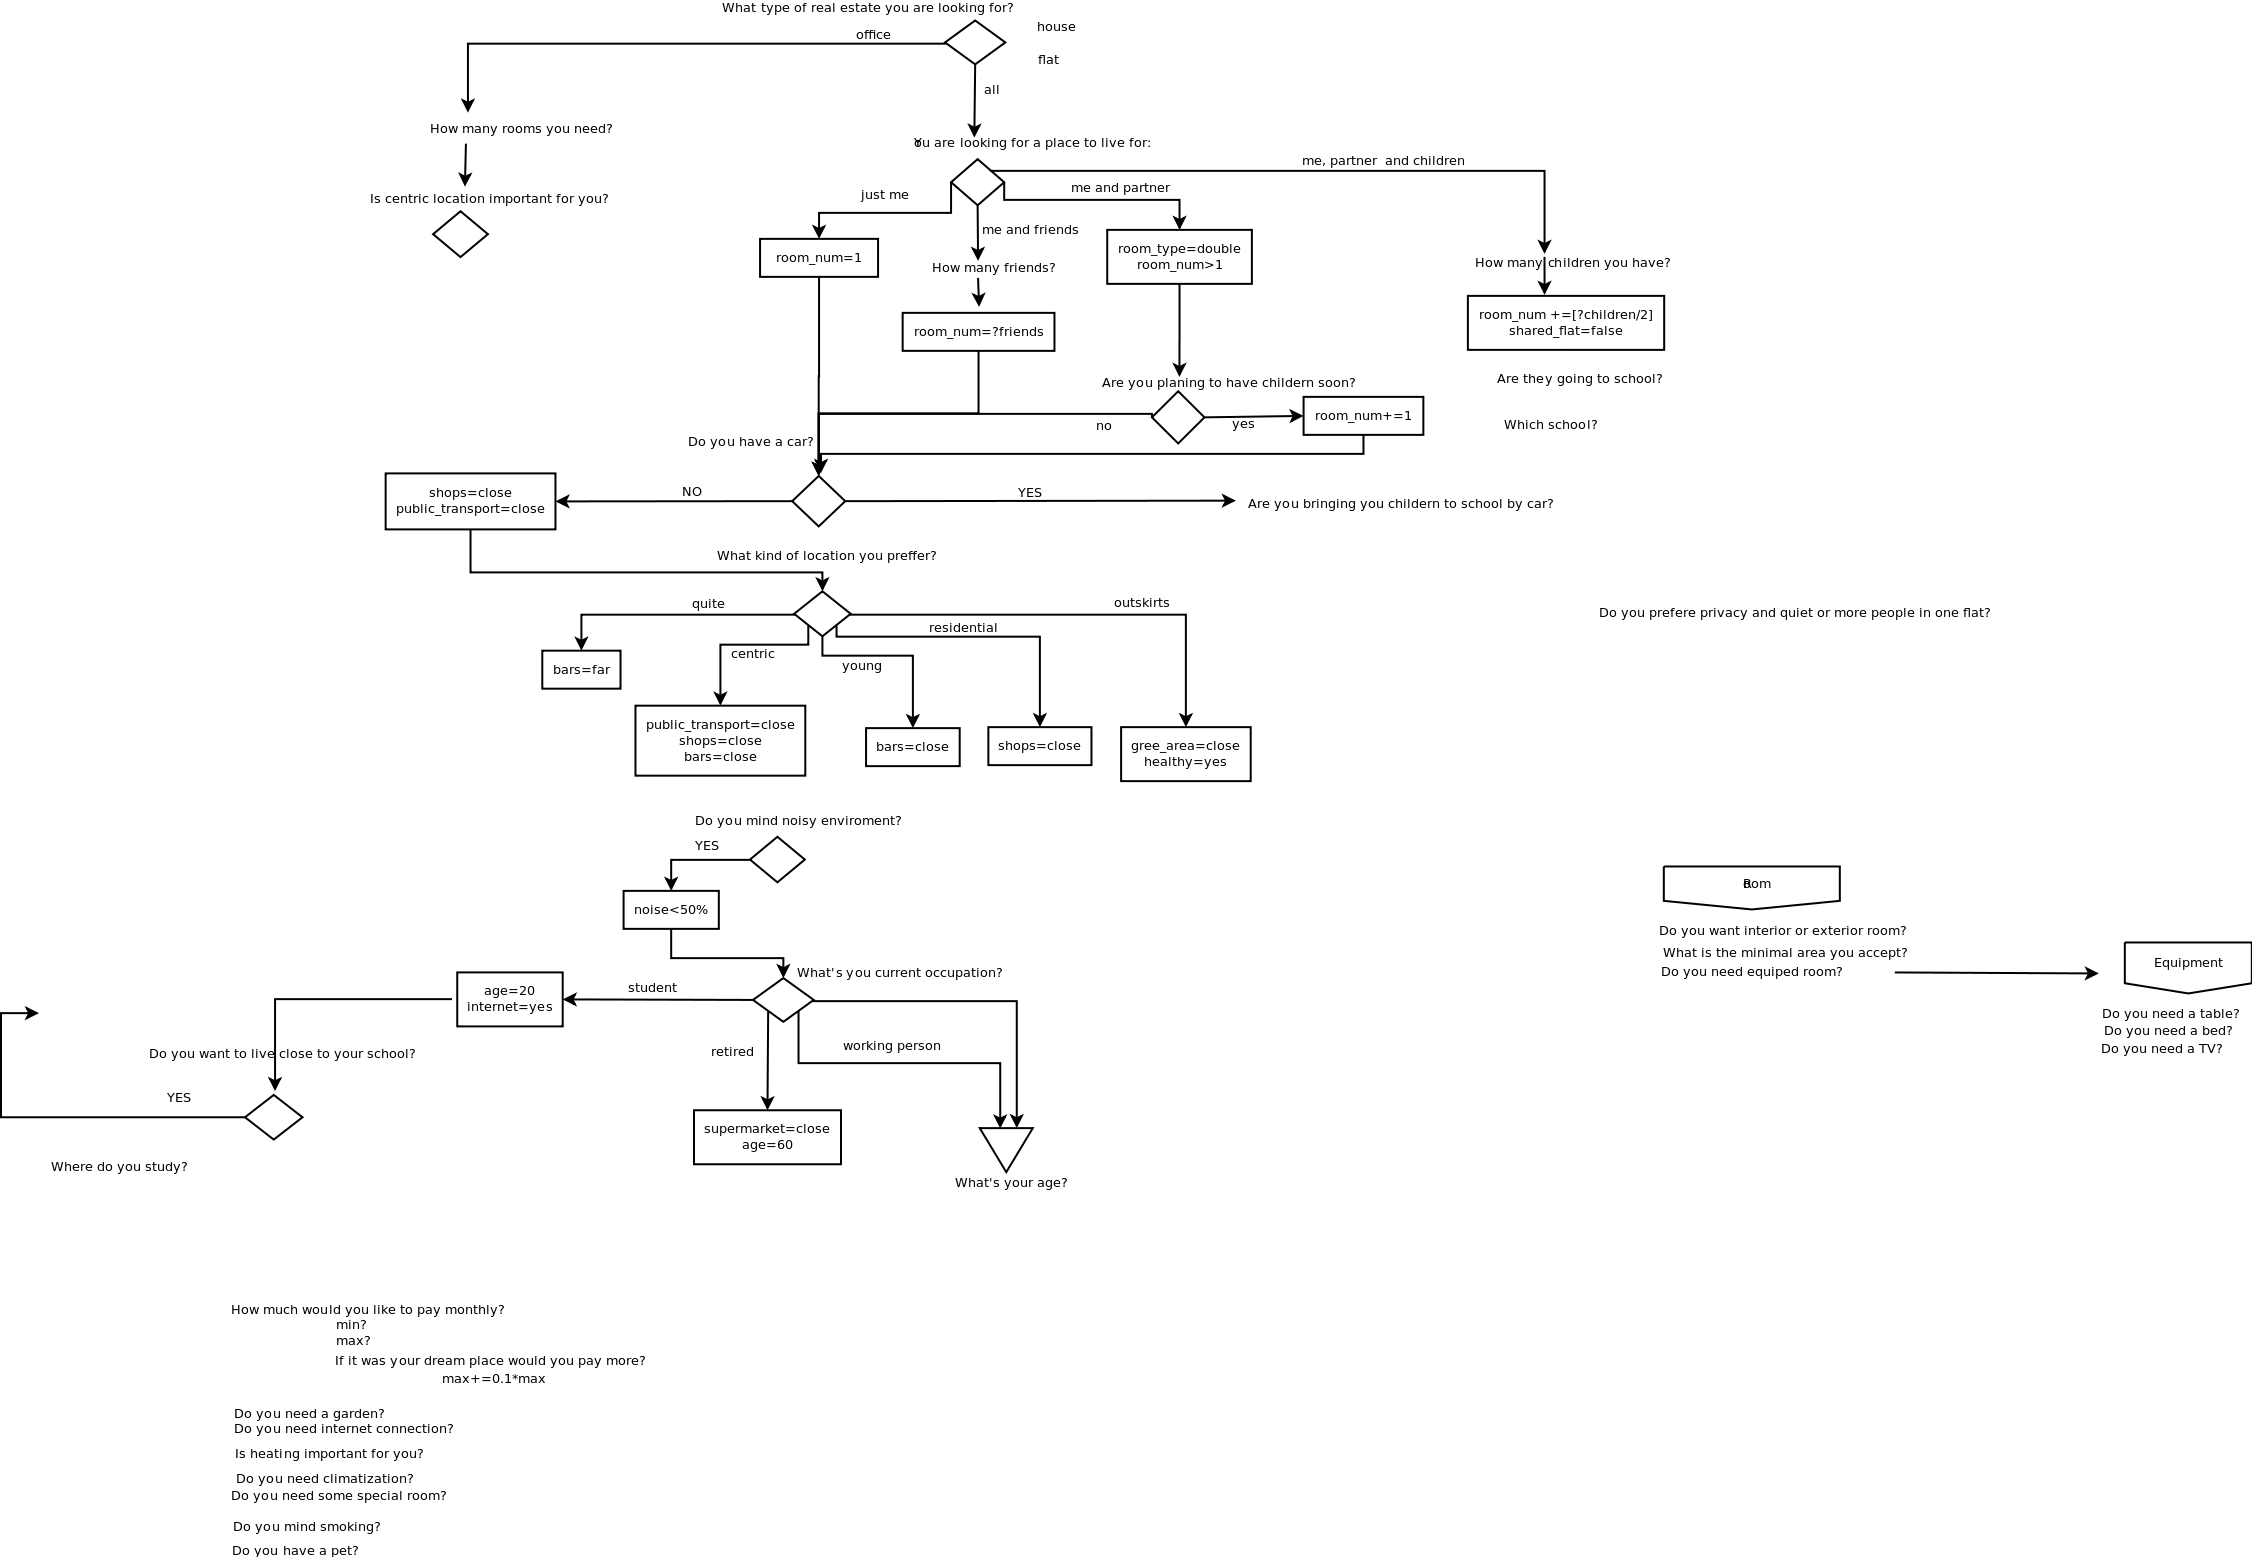 What type of real estate you are looking for?
house
office
flat
all
How many rooms you need?
You are looking for a place to live for:
me, partner  and children
me and partner
just me
Is centric location important for you?
me and friends
room_type=double
room_num>1
room_num=1
How many friends?
How many children you have?
room_num +=[?children/2]
shared_flat=false
room_num=?friends
Are they going to school?
Are you planing to have childern soon?
room_num+=1
no
yes
Which school?
Do you have a car?
shops=close
public_transport=close
NO
YES
Are you bringing you childern to school by car?
What kind of location you preffer?
quite
outskirts
Do you prefere privacy and quiet or more people in one flat?
residential
centric
young
bars=far
public_transport=close
shops=close
bars=close
bars=close
shops=close
gree_area=close
healthy=yes
Do you mind noisy enviroment?
YES
noise<50%
Room
Do you want interior or exterior room?
What is the minimal area you accept?
Do you need equiped room?
Equipment
Do you need a table?
Do you need a bed?
Do you need a TV?
What's you current occupation?
student
age=20
internet=yes
retired
working person
Do you want to live close to your school?
YES
supermarket=close
age=60
Where do you study?
What's your age?
How much would you like to pay monthly?
min?
max?
If it was your dream place would you pay more?
max+=0.1*max
Do you need a garden?
Do you need internet connection?
Is heating important for you?
Do you need climatization?
Do you need some special room?
Do you mind smoking?
Do you have a pet?